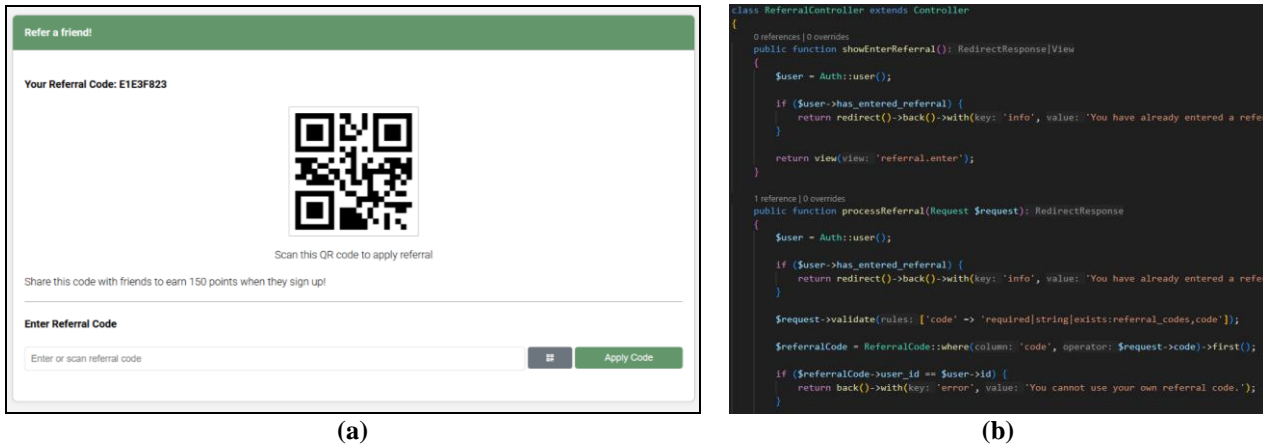 Refer a friend!
Your Referral Code: E1E3F823
Scan this QR code to apply referral
Share this code with friends to earn 150 points when they sign up!
Enter Referral Code
Enter or scan referral code
Apply Code
(a)
class ReferralController extends Controller
{
0 references | 0 overrides
public function showEnterReferral(): RedirectResponse|View
{
$user = Auth::user();
if ($user->has_entered_referral) {
return redirect()->back()->with(key: 'info', value: 'You have already entered a refe
}
return view(view: 'referral.enter');
}
1 reference | 0 overrides
public function processReferral(Request $request): RedirectResponse
{
$user = Auth::user();
if ($user->has_entered_referral) {
return redirect()->back()->with(key: 'info', value: 'You have already entered a refe
}
$request->validate(rules: ['code' => 'required|string|exists:referral_codes,code']);
$referralCode = ReferralCode::where(column: 'code', operator: $request->code)->first();
if ($referralCode->user_id == $user->id) {
return back()->with(key: 'error', value: 'You cannot use your own referral code.');
}
(b)